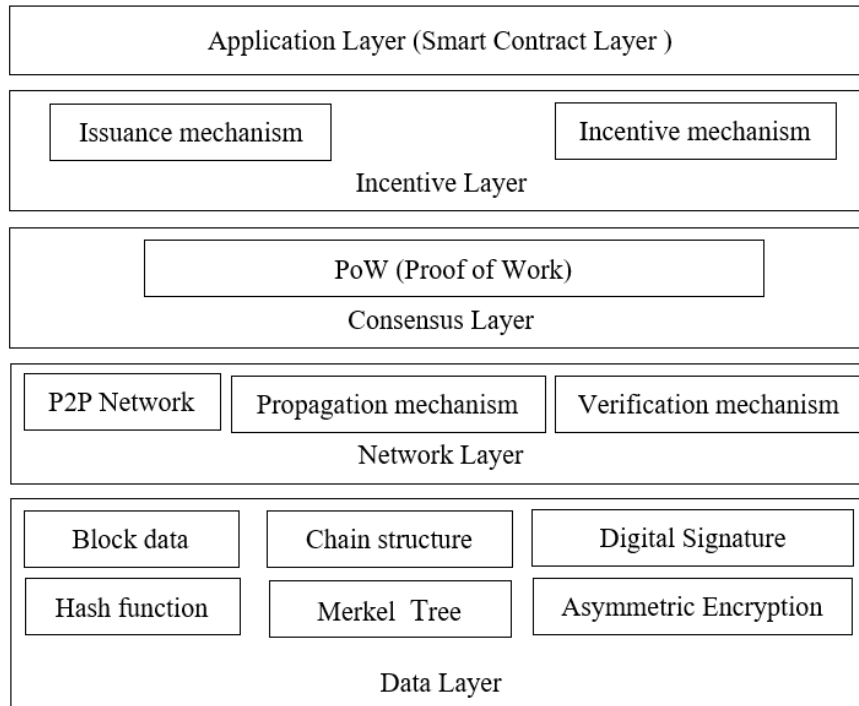 Application Layer (Smart Contract Layer )
Issuance mechanism
Incentive mechanism
Incentive Layer
PoW (Proof of Work)
Consensus Layer
P2P Network
Propagation mechanism
Verification mechanism
Network Layer
Block data
Chain structure
Digital Signature
Hash function
Merkel Tree
Asymmetric Encryption
Data Layer